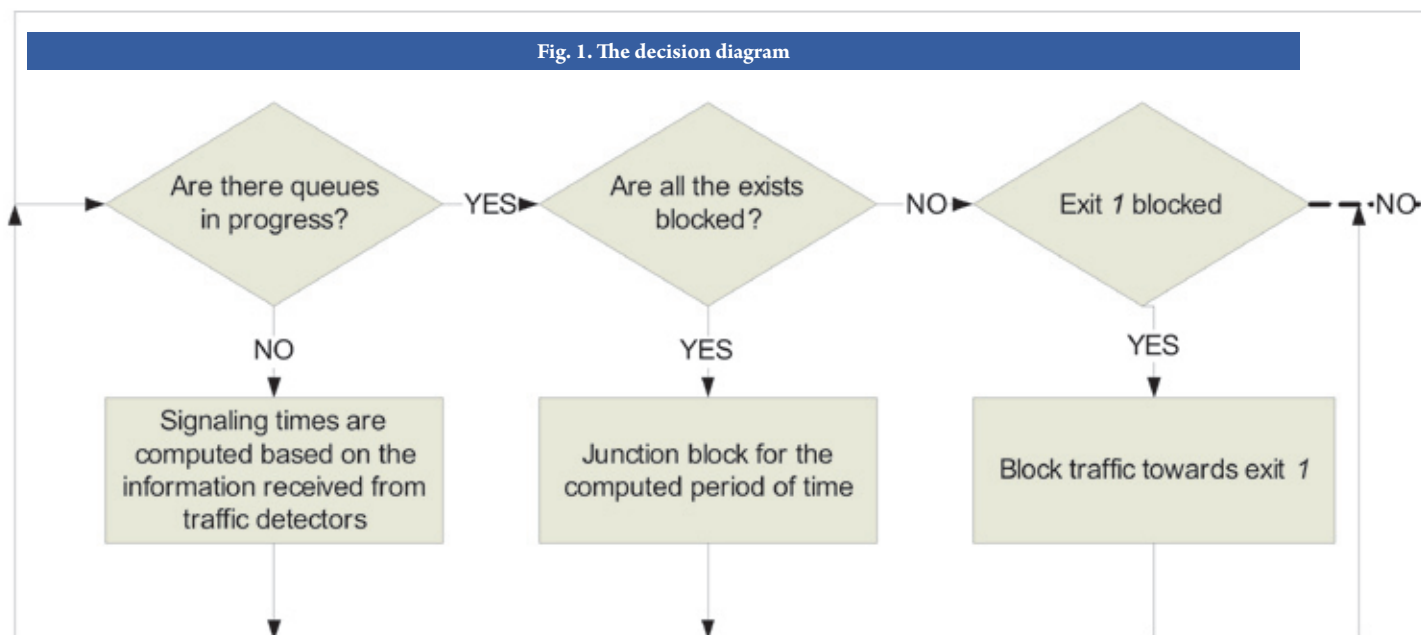 Fig. 1. The decision diagram
Are there queues
in progress?
YES
Are all the exists
blocked?
NO
Exit 1 blocked
NO
NO
YES
YES
Signaling times are
computed based on the
information received from
traffic detectors
Junction block for the
computed period of time
Block traffic towards exit 1